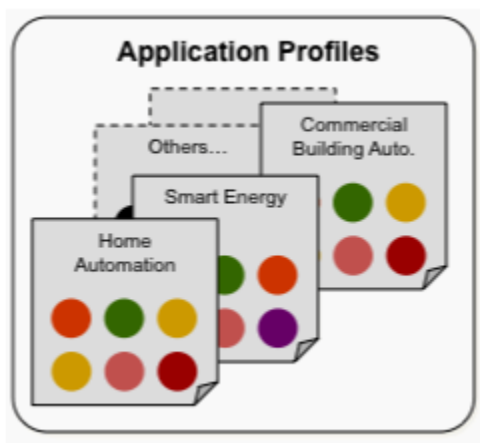 Application Profiles
Commercial
Building Auto.
Others...
Smart Energy
Home
Automation